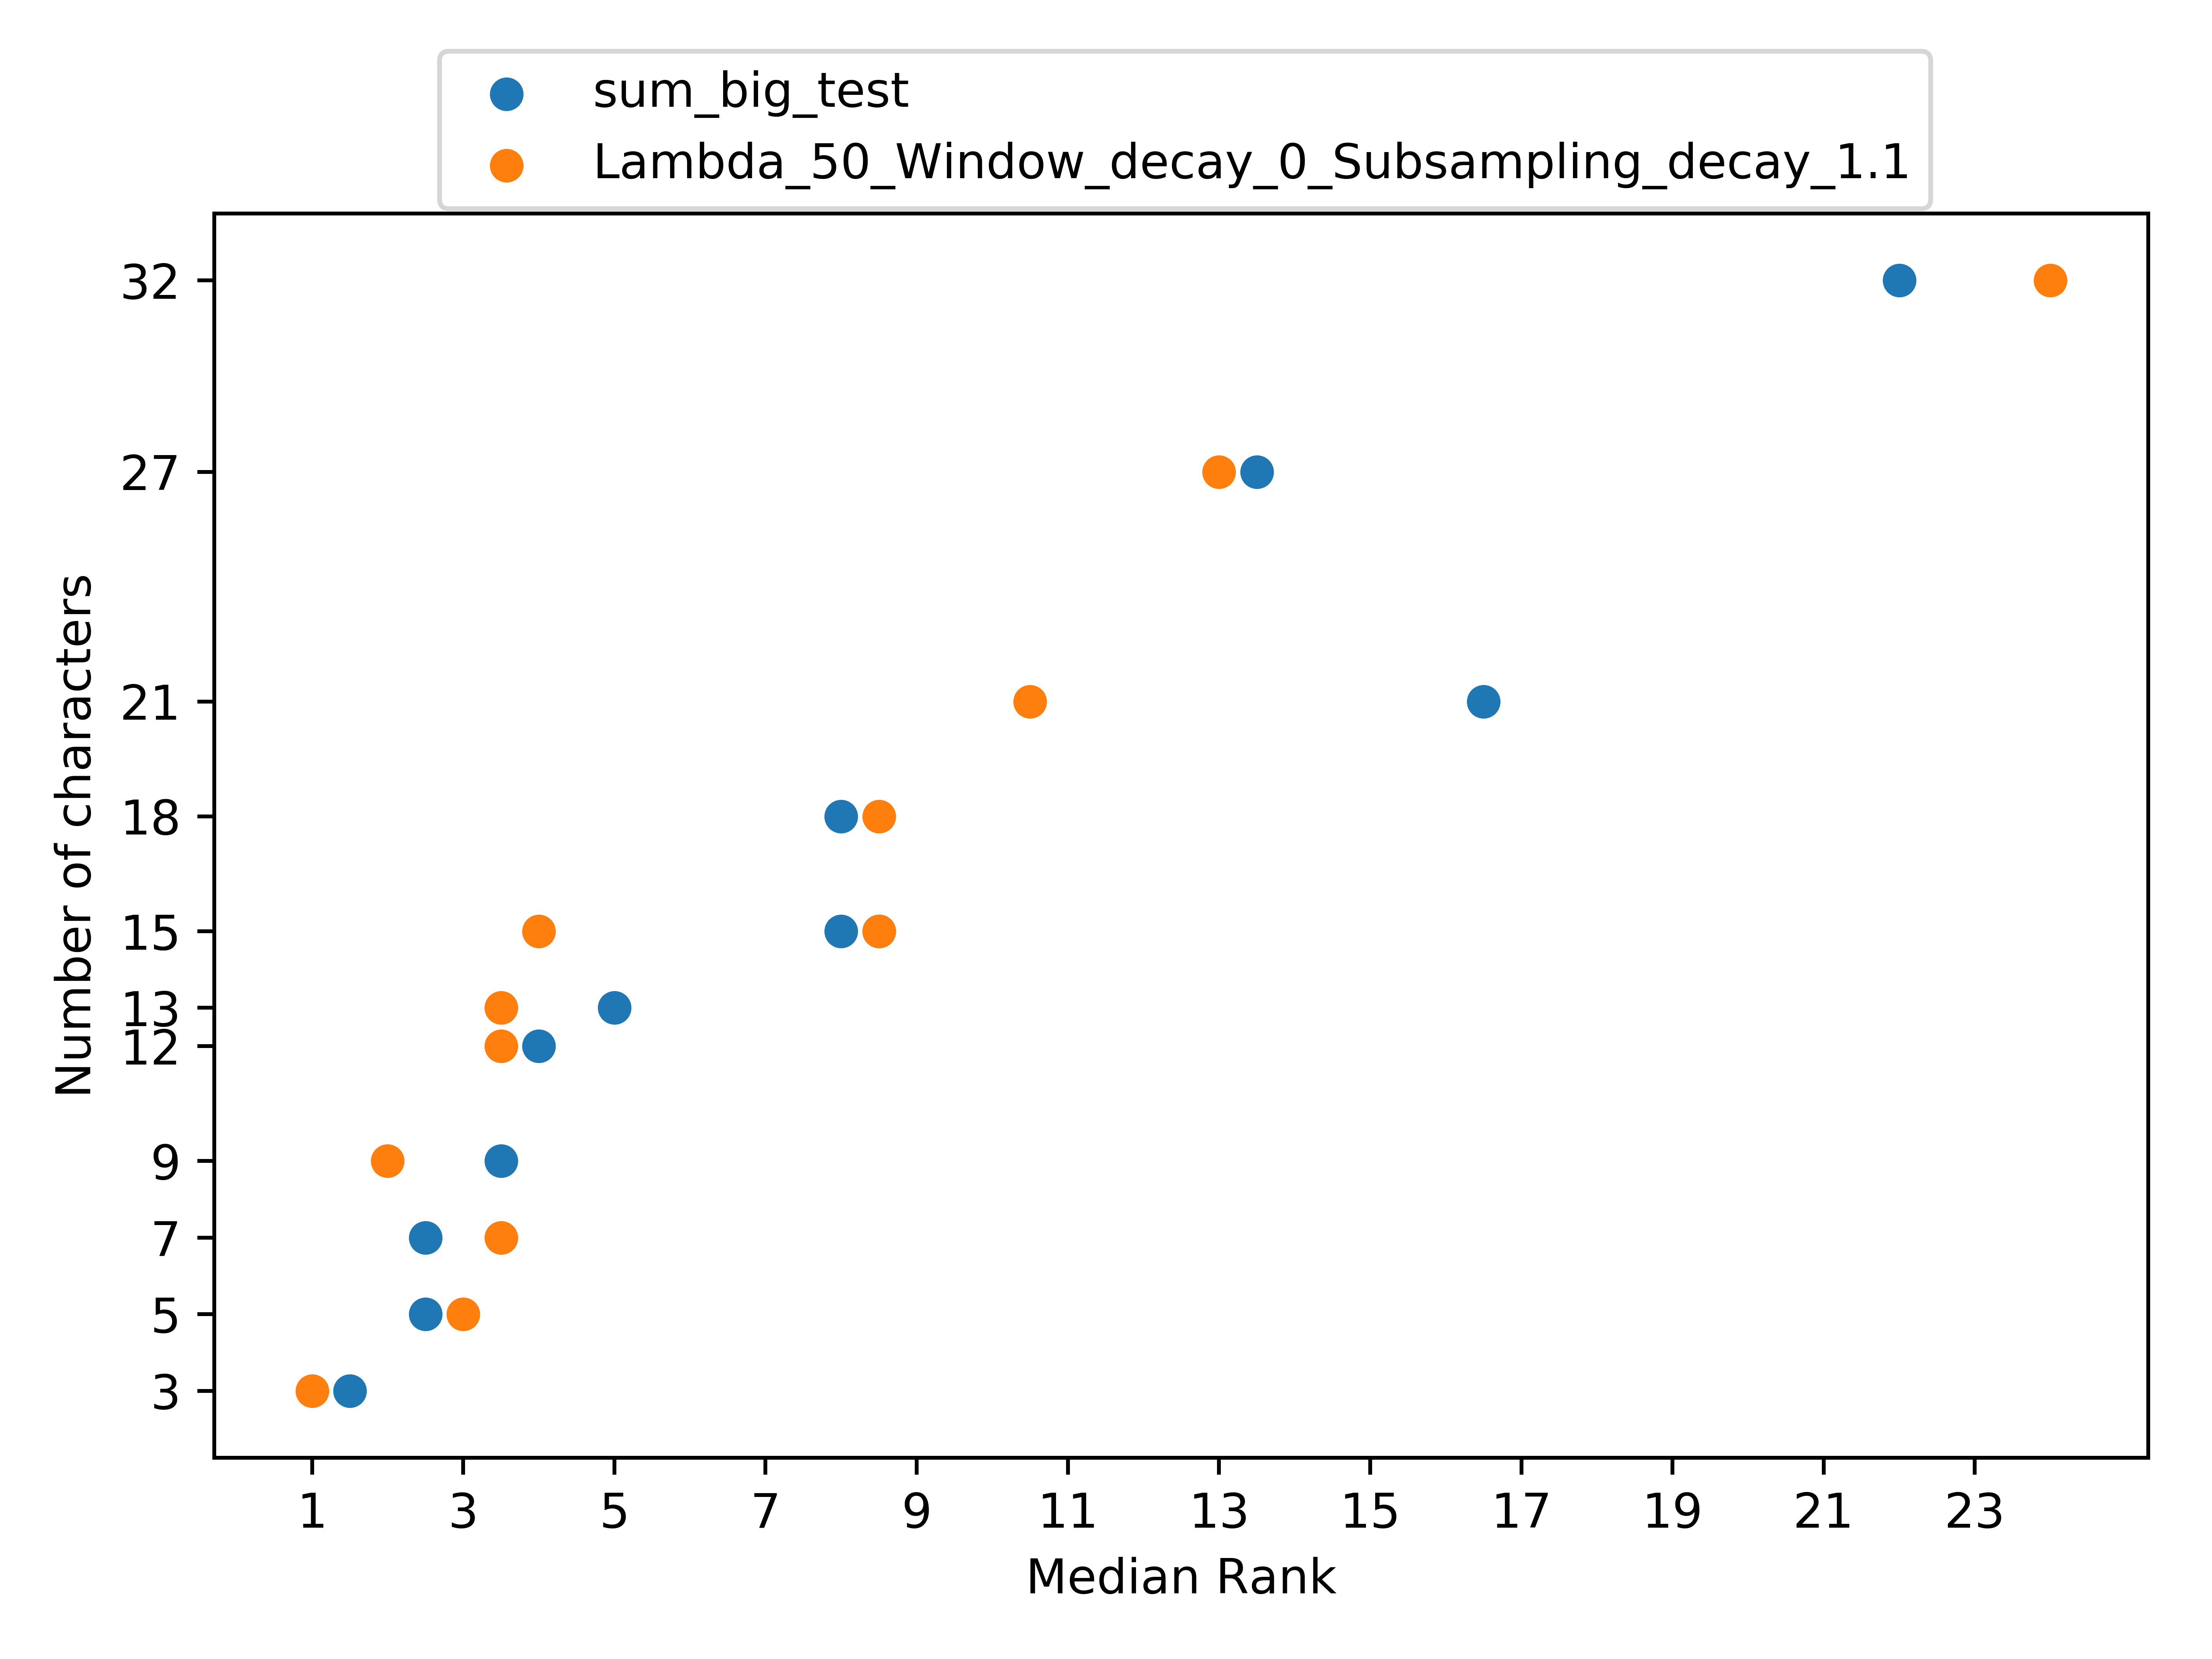 sum_big_test
Lambda_50_Window_decay_0_Subsampling_decay_1.1
Number of characters
32
27
21
18
15
13
12
9
7
5
3
1 3 5 7 9 11 13 15 17 19 21 23
Median Rank